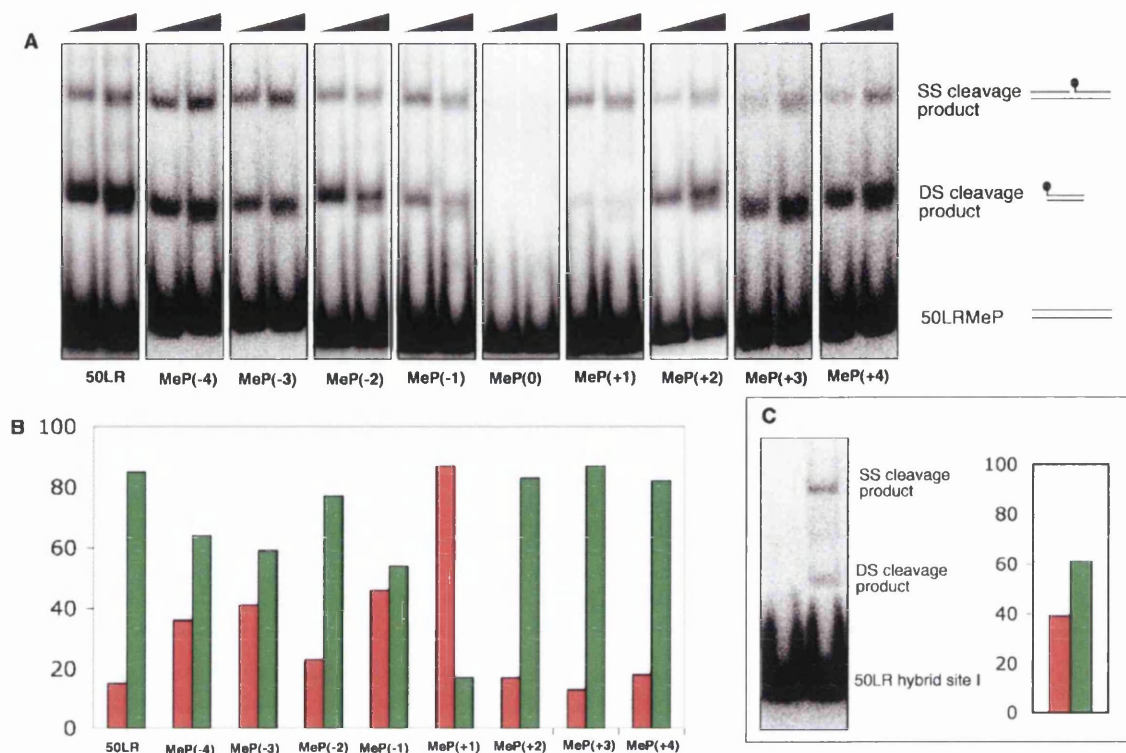 A
SS cleavage
product
DS cleavage
product
50LRMeP
50LR MeP(-4) MeP(-3) MeP(-2) MeP(-1) MeP(0) MeP(+1) MeP(+2) MeP(+3) MeP(+4)
B
100
80
60
40
20
0
50LR MeP(-4) MeP(-3) MeP(-2) MeP(-1) MeP(+1) MeP(+2) MeP(+3) MeP(+4)
C
SS cleavage
product
DS cleavage
product
50LR hybrid site I
100
80
60
40
20
0